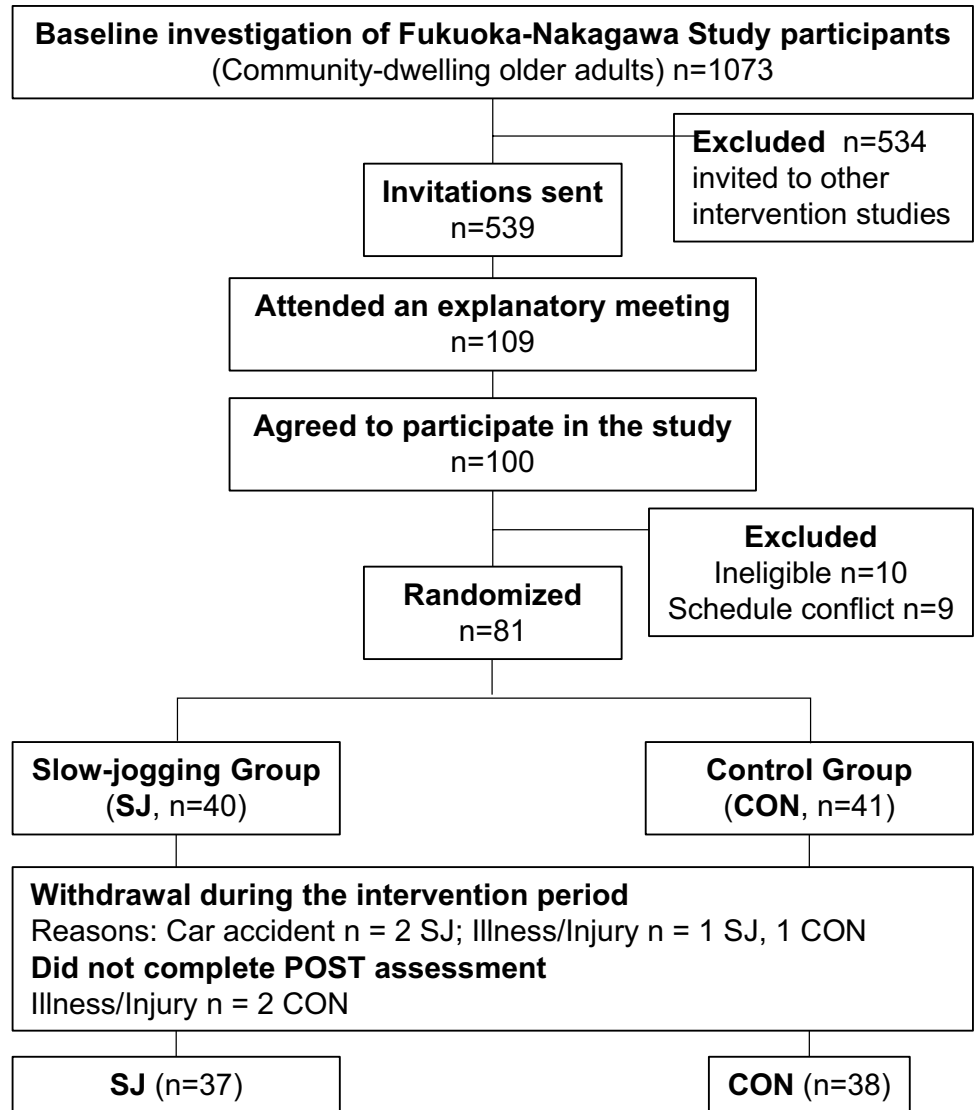 Baseline investigation of Fukuoka-Nakagawa Study participants
(Community-dwelling older adults) n=1073
Excluded n=534
invited to other
intervention studies
Invitations sent
n=539
Attended an explanatory meeting
n=109
Agreed to participate in the study
n=100
Excluded
Ineligible n=10
Schedule conflict n=9
Randomized
n=81
Slow-jogging Group
(SJ, n=40)
Control Group
(CON, n=41)
Withdrawal during the intervention period
Reasons: Car accident n = 2 SJ; Illness/Injury n = 1 SJ, 1 CON
Did not complete POST assessment
Illness/Injury n = 2 CON
SJ (n=37)
CON (n=38)